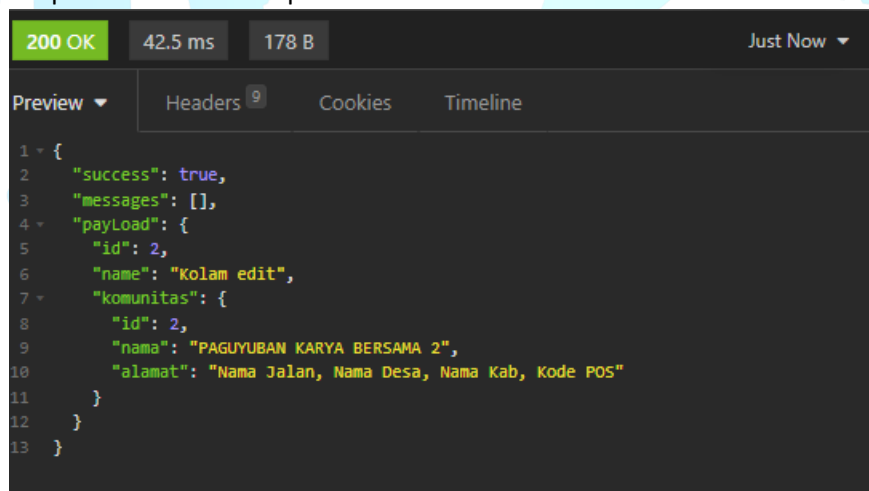 200 OK 42.5 ms 178 B Just Now
Preview Headers 9 Cookies Timeline
1 {
2 "success": true,
3 "messages": [],
4 "payLoad": {
5 "id": 2,
6 "name": "Kolam edit",
7 "komunitas": {
8 "id": 2,
9 "nama": "PAGUYUBAN KARYA BERSAMA 2",
10 "alamat": "Nama Jalan, Nama Desa, Nama Kab, Kode POS"
11 }
12 }
13 }